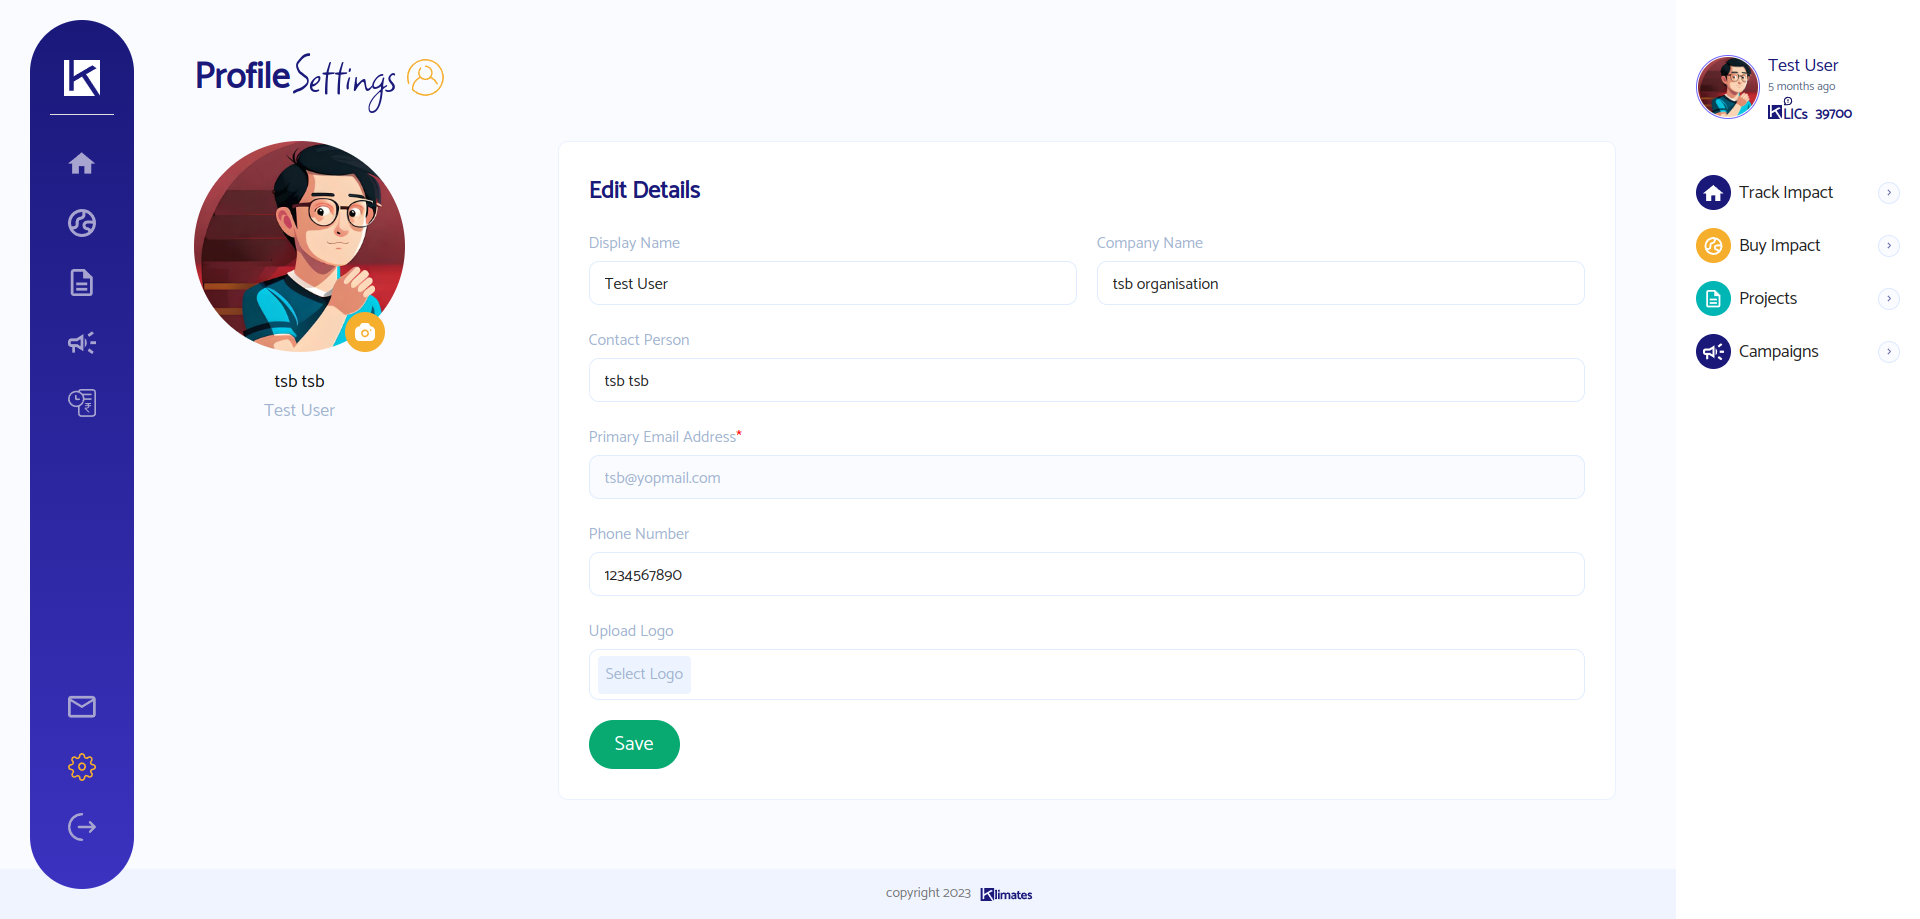 Profile Settings
Test User
5 months ago
KLICs 39700
Track Impact
Buy Impact
Projects
Campaigns
tsb tsb
Test User
Edit Details
Display Name
Company Name
Test User
tsb organisation
Contact Person
tsb tsb
Primary Email Address*
tsb@yopmail.com
Phone Number
1234567890
Upload Logo
Select Logo
Save
copyright 2023 Klimates